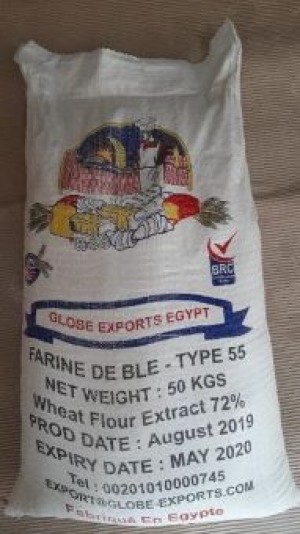 BRC
GLOBE EXPORTS EGYPT
FARINE DE BLE - TYPE 55
NET WEIGHT : 50 KGS
Wheat Flour Extract 72%
PROD DATE : August 2019
EXPIRY DATE : MAY 2020
Tel : 00201010000745
EXPORT@GLOBE-EXPORTS.COM
Fabriqué En Egypte